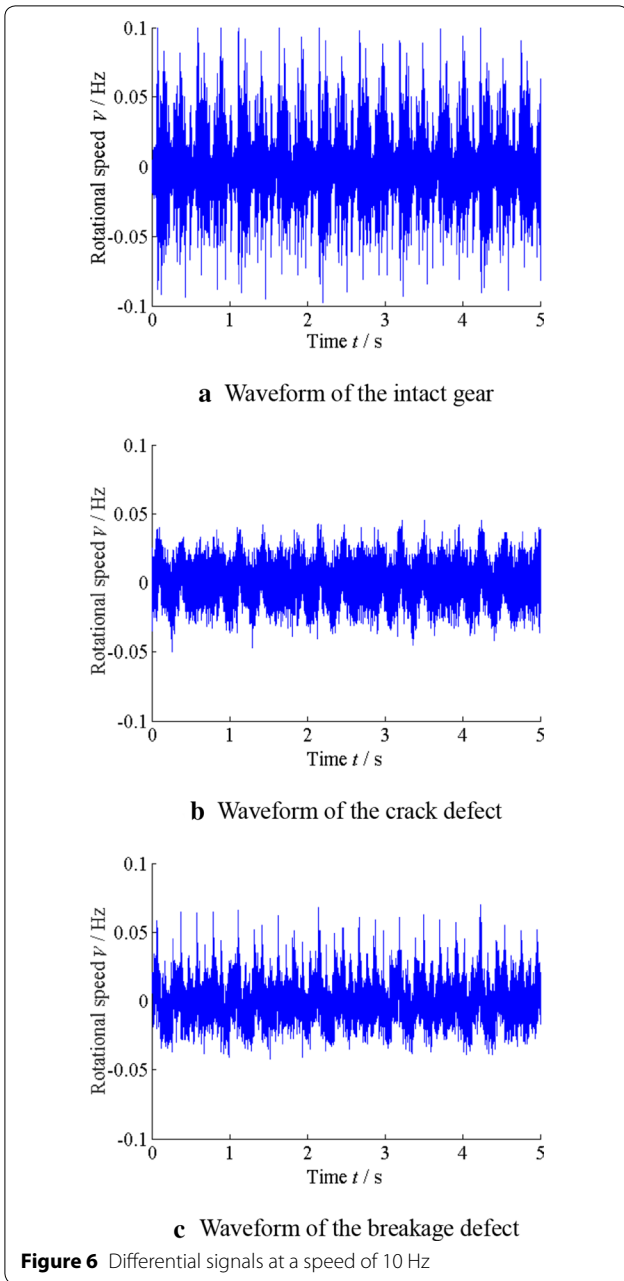 0.1
0.05
0
-0.05
-0.1
Rotational speed v / Hz
0 1 2 3 4 5
Time t / s
a Waveform of the intact gear
0.1
0.05
0
-0.05
-0.1
Rotational speed v / Hz
0 1 2 3 4 5
Time t / s
b Waveform of the crack defect
0.1
0.05
0
-0.05
-0.1
Rotational speed v / Hz
0 1 2 3 4 5
Time t / s
c Waveform of the breakage defect
Figure 6 Differential signals at a speed of 10 Hz